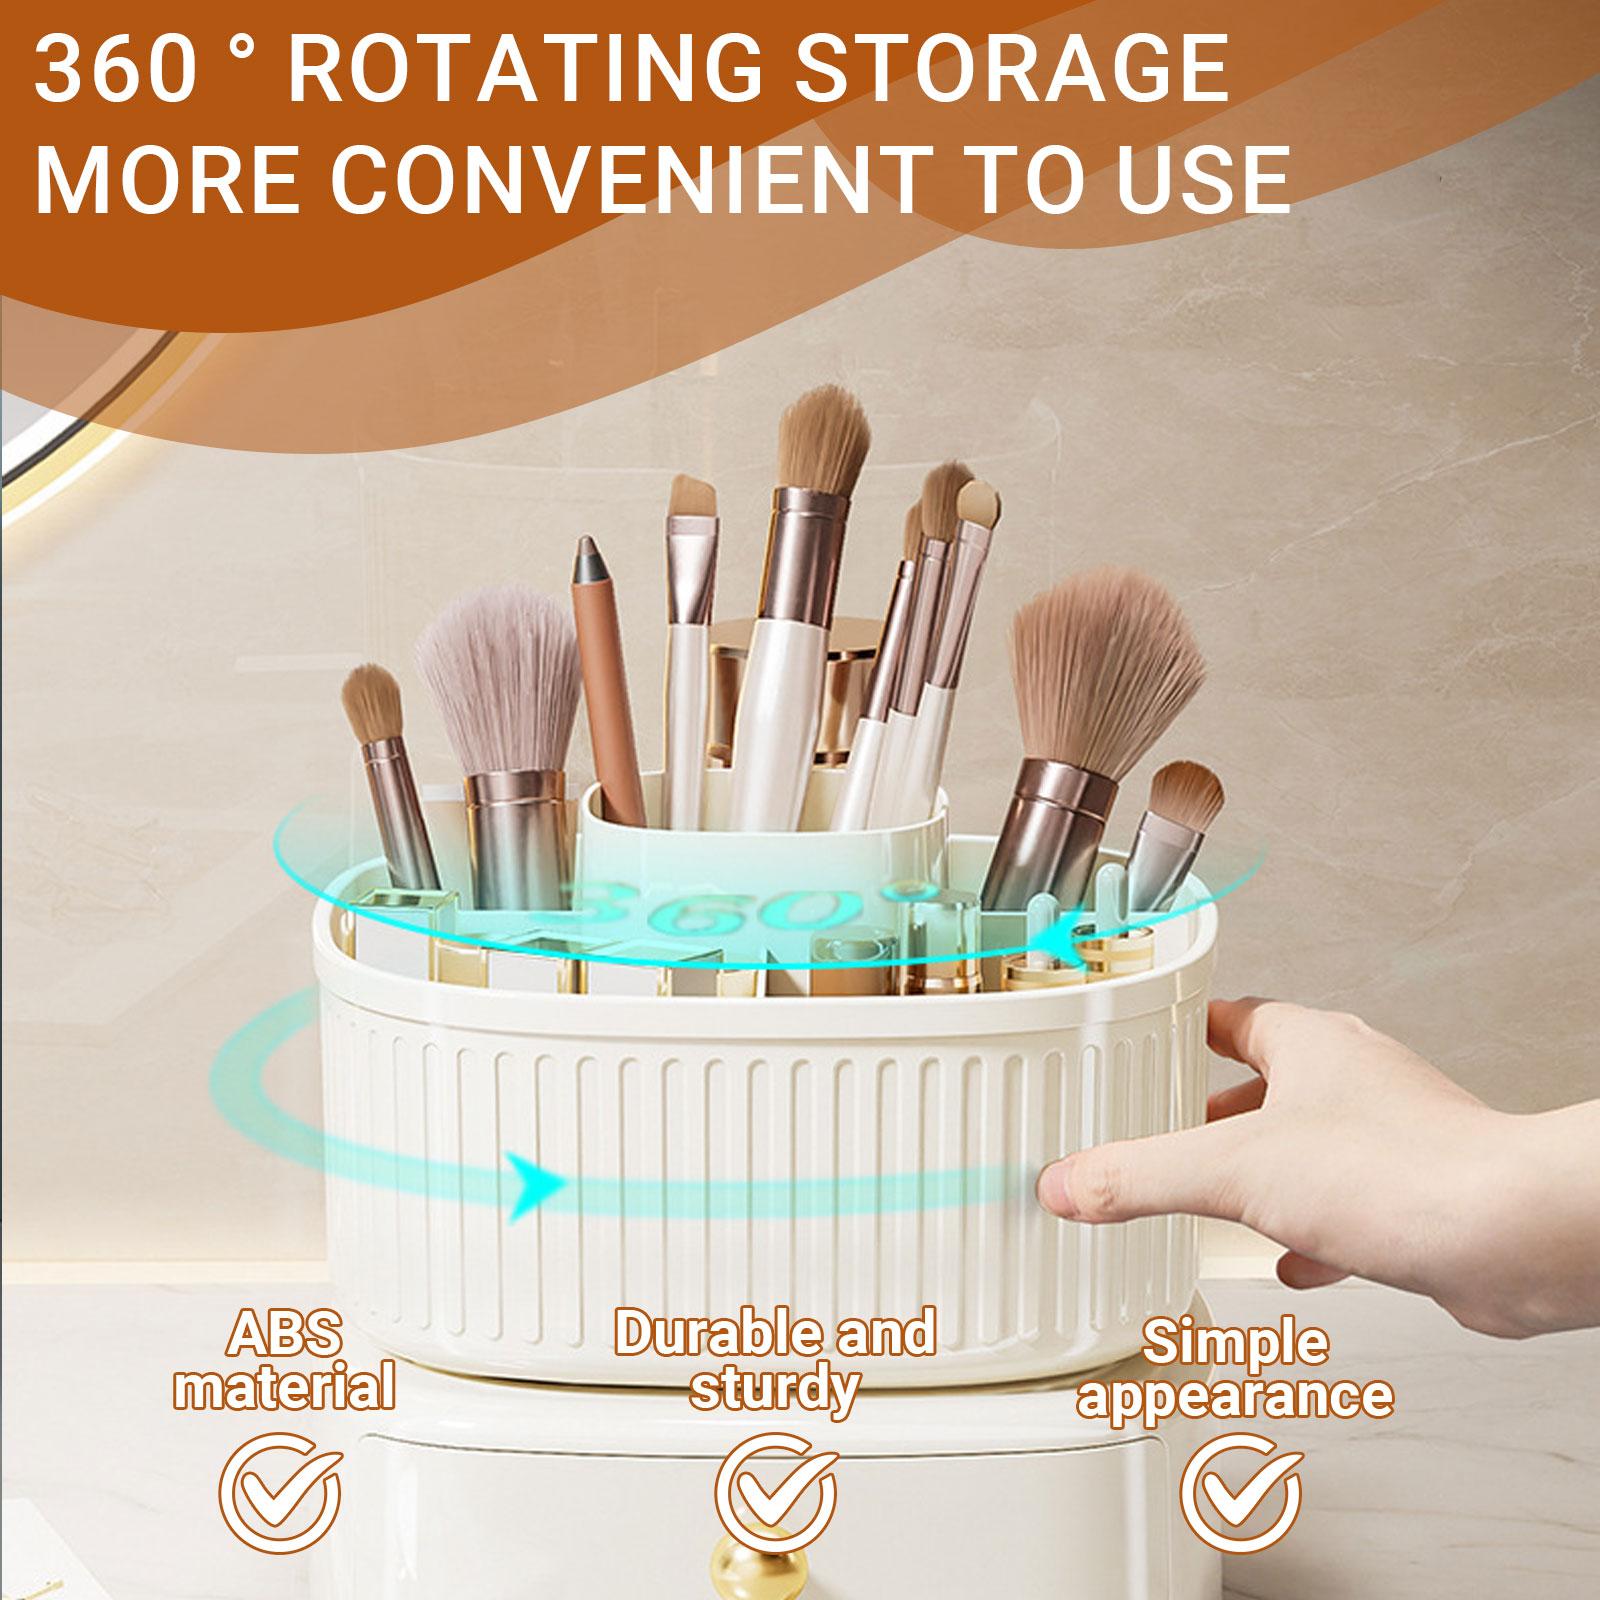 360 ° ROTATING STORAGE
MORE CONVENIENT TO USE
360°
ABS
material
Durable and
sturdy
Simple
appearance